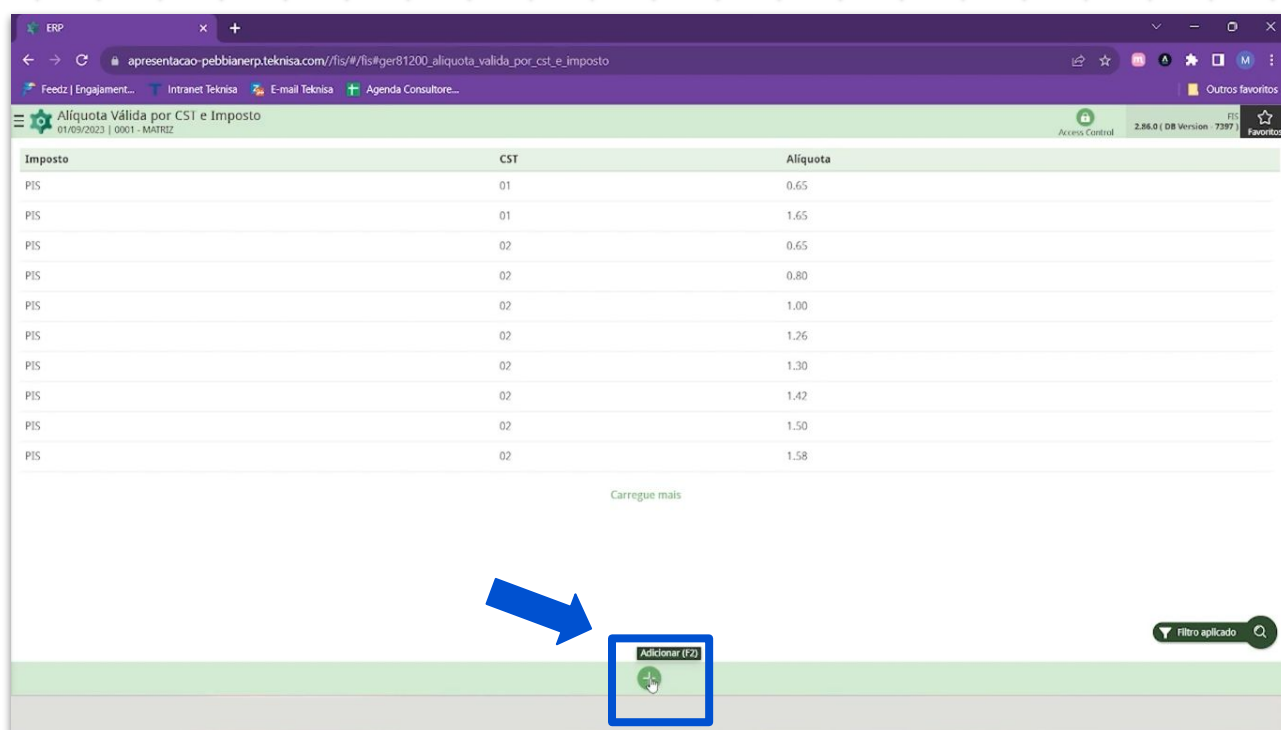 ERP
apresentacao-pebbianerp.teknisa.com//fis/#/fis#ger81200_aliquota_valida_por_cst_e_imposto
M
Feedz | Engajament... Intranet Teknisa E-mail Teknisa Agenda Consultore... Outros favoritos
Alíquota Válida por CST e Imposto
01/09/2023 | 0001 - MATRIZ
Access Control
FIS
2.86.0 ( DB Version - 7397 )
Favoritos
Imposto CST Alíquota
PIS 01 0.65
PIS 01 1.65
PIS 02 0.65
PIS 02 0.80
PIS 02 1.00
PIS 02 1.26
PIS 02 1.30
PIS 02 1.42
PIS 02 1.50
PIS 02 1.58
Carregue mais
Filtro aplicado
Adicionar (F2)